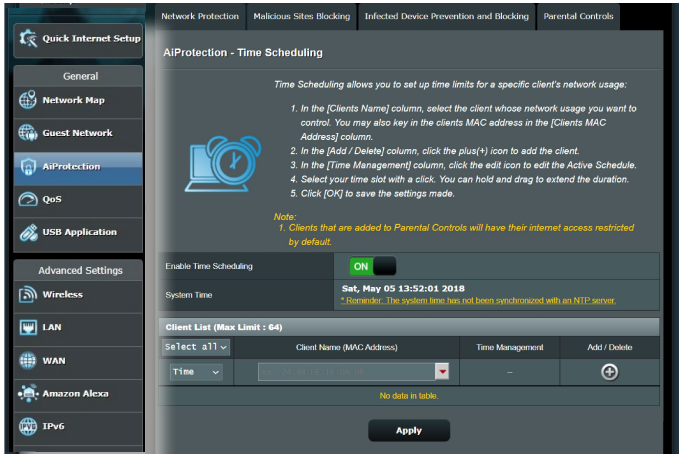 Network Protection Malicious Sites Blocking Infected Device Prevention and Blocking Parental Controls
Quick Internet Setup
General
Network Map
Guest Network
AiProtection
QoS
USB Application
Advanced Settings
Wireless
LAN
WAN
Amazon Alexa
IPv6
AiProtection - Time Scheduling
Time Scheduling allows you to set up time limits for a specific client's network usage:
1. In the [Clients Name] column, select the client whose network usage you want to
control. You may also key in the clients MAC address in the [Clients MAC
Address] column.
2. In the [Add / Delete] column, click the plus(+) icon to add the client.
3. In the [Time Management] column, click the edit icon to edit the Active Schedule.
4. Select your time slot with a click. You can hold and drag to extend the duration.
5. Click [OK] to save the settings made.
Note:
1. Clients that are added to Parental Controls will have their internet access restricted
by default.
Enable Time Scheduling ON
System Time Sat, May 05 13:52:01 2018
* Reminder: The system time has not been synchronized with an NTP server.
Client List (Max Limit : 64)
Select all Client Name (MAC Address) Time Management Add / Delete
Time --
No data in table.
Apply